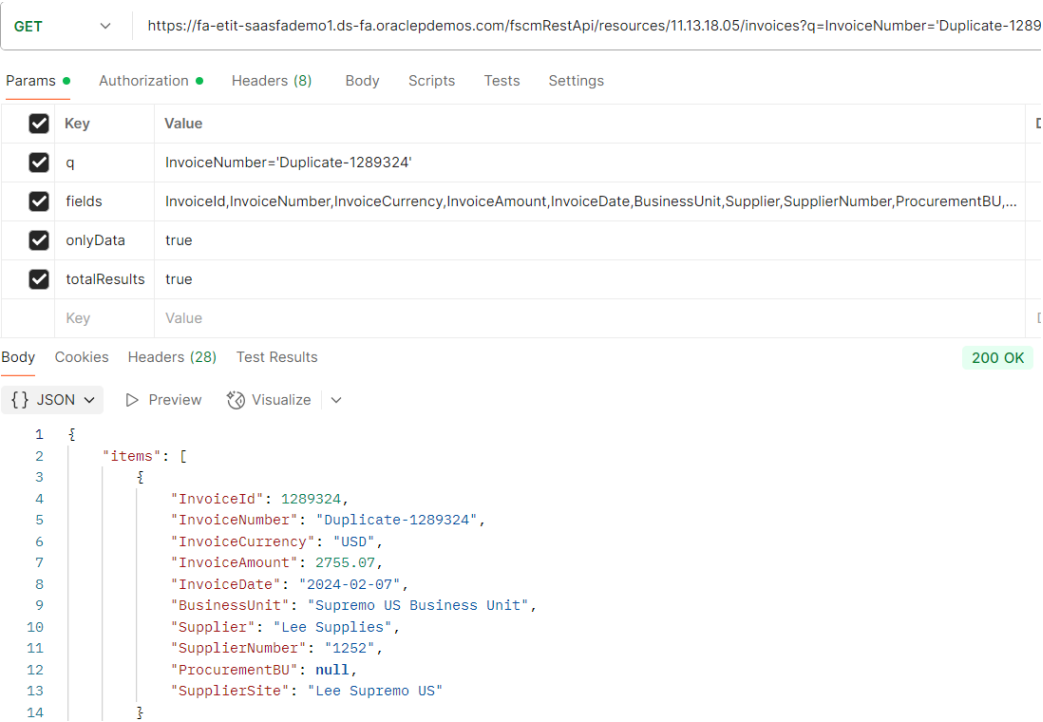 GET https://fa-etit-saasfademo1.ds-fa.oraclepdemos.com/fscmRestApi/resources/11.13.18.05/invoices?q=InvoiceNumber='Duplicate-1289
Params Authorization Headers (8) Body Scripts Tests Settings
Key Value D
q InvoiceNumber='Duplicate-1289324'
fields InvoiceId,InvoiceNumber,InvoiceCurrency,InvoiceAmount,InvoiceDate,BusinessUnit,Supplier,SupplierNumber,ProcurementBU,...
onlyData true
totalResults true
Key Value D
Body Cookies Headers (28) Test Results 200 OK
{} JSON Preview Visualize
1 {
2 "items": [
3 {
4 "InvoiceId": 1289324,
5 "InvoiceNumber": "Duplicate-1289324",
6 "InvoiceCurrency": "USD",
7 "InvoiceAmount": 2755.07,
8 "InvoiceDate": "2024-02-07",
9 "BusinessUnit": "Supremo US Business Unit",
10 "Supplier": "Lee Supplies",
11 "SupplierNumber": "1252",
12 "ProcurementBU": null,
13 "SupplierSite": "Lee Supremo US"
14 }